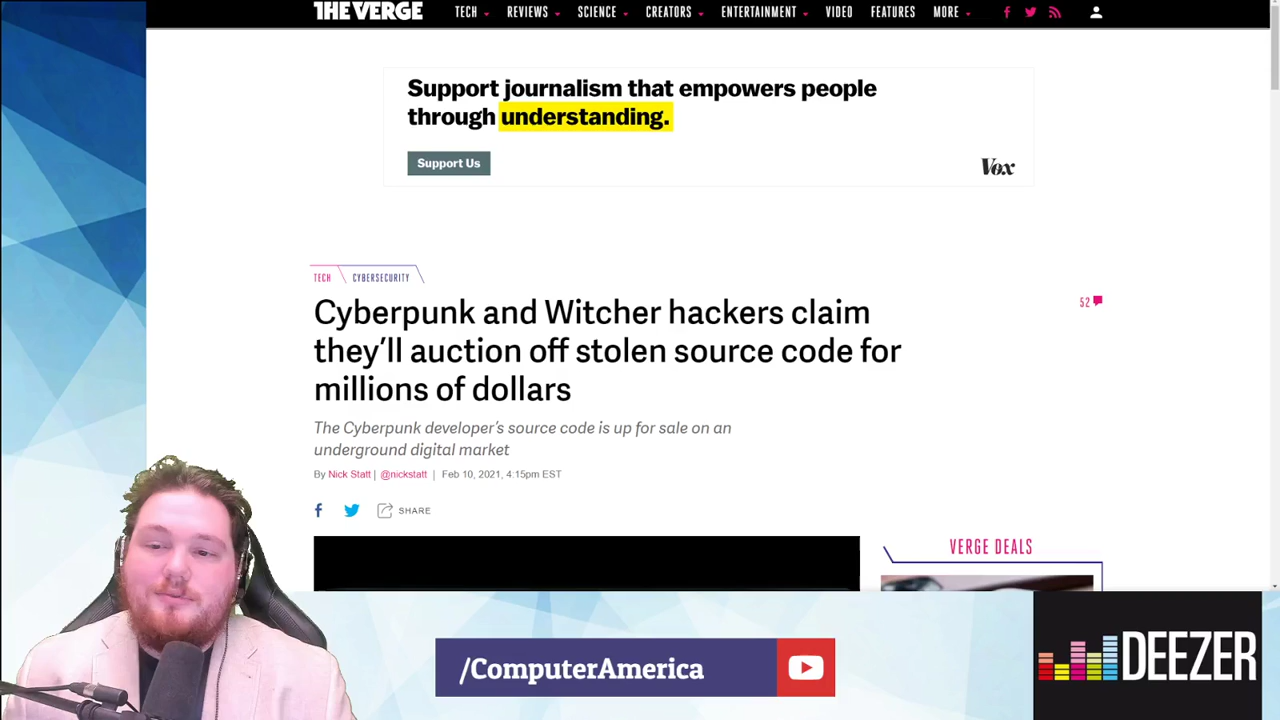 THE VERGE
TECH REVIEWS SCIENCE CREATORS ENTERTAINMENT VIDEO FEATURES MORE
Support journalism that empowers people
through understanding.
Support Us
Vox
TECH CYBERSECURITY
52
Cyberpunk and Witcher hackers claim
they’ll auction off stolen source code for
millions of dollars
The Cyberpunk developer’s source code is up for sale on an
underground digital market
By Nick Statt | @nickstatt | Feb 10, 2021, 4:15pm EST
SHARE
VERGE DEALS
/ComputerAmerica
DEEZER